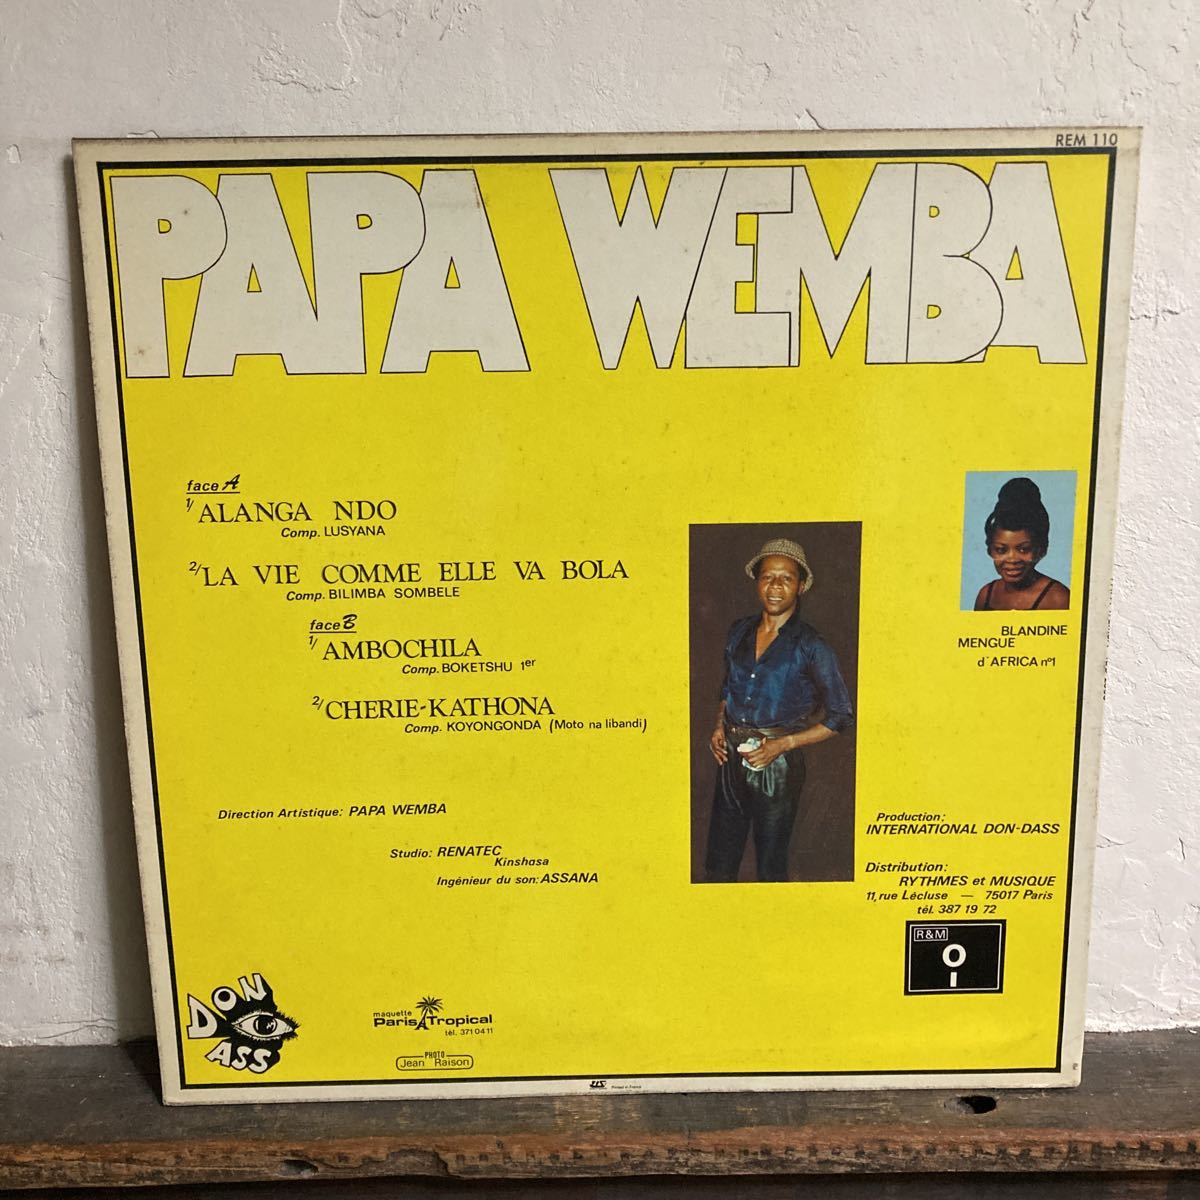 REM 110
PAPA WEMBA
face A
1/ ALANGA NDO
Comp. LUSYANA
2/ LA VIE COMME ELLE VA BOLA
Comp. BILIMBA SOMBELE
face B
1/ AMBOCHILA
Comp. BOKETSHU 1er
2/ CHERIE-KATHONA
Comp. KOYONGONDA (Moto na libandi)
BLANDINE
MENGUE
d'AFRICA nº1
Direction Artistique: PAPA WEMBA
Studio: RENATEC
Kinshasa
Ingénieur du son: ASSANA
Production:
INTERNATIONAL DON-DASS
Distribution:
RYTHMES et MUSIQUE
11, rue Lécluse — 75017 Paris
tél. 387 19 72
R&M
DON
ASS
maquette
Paris Tropical
tél. 371 04 11
PHOTO
Jean Raison
Printed in France